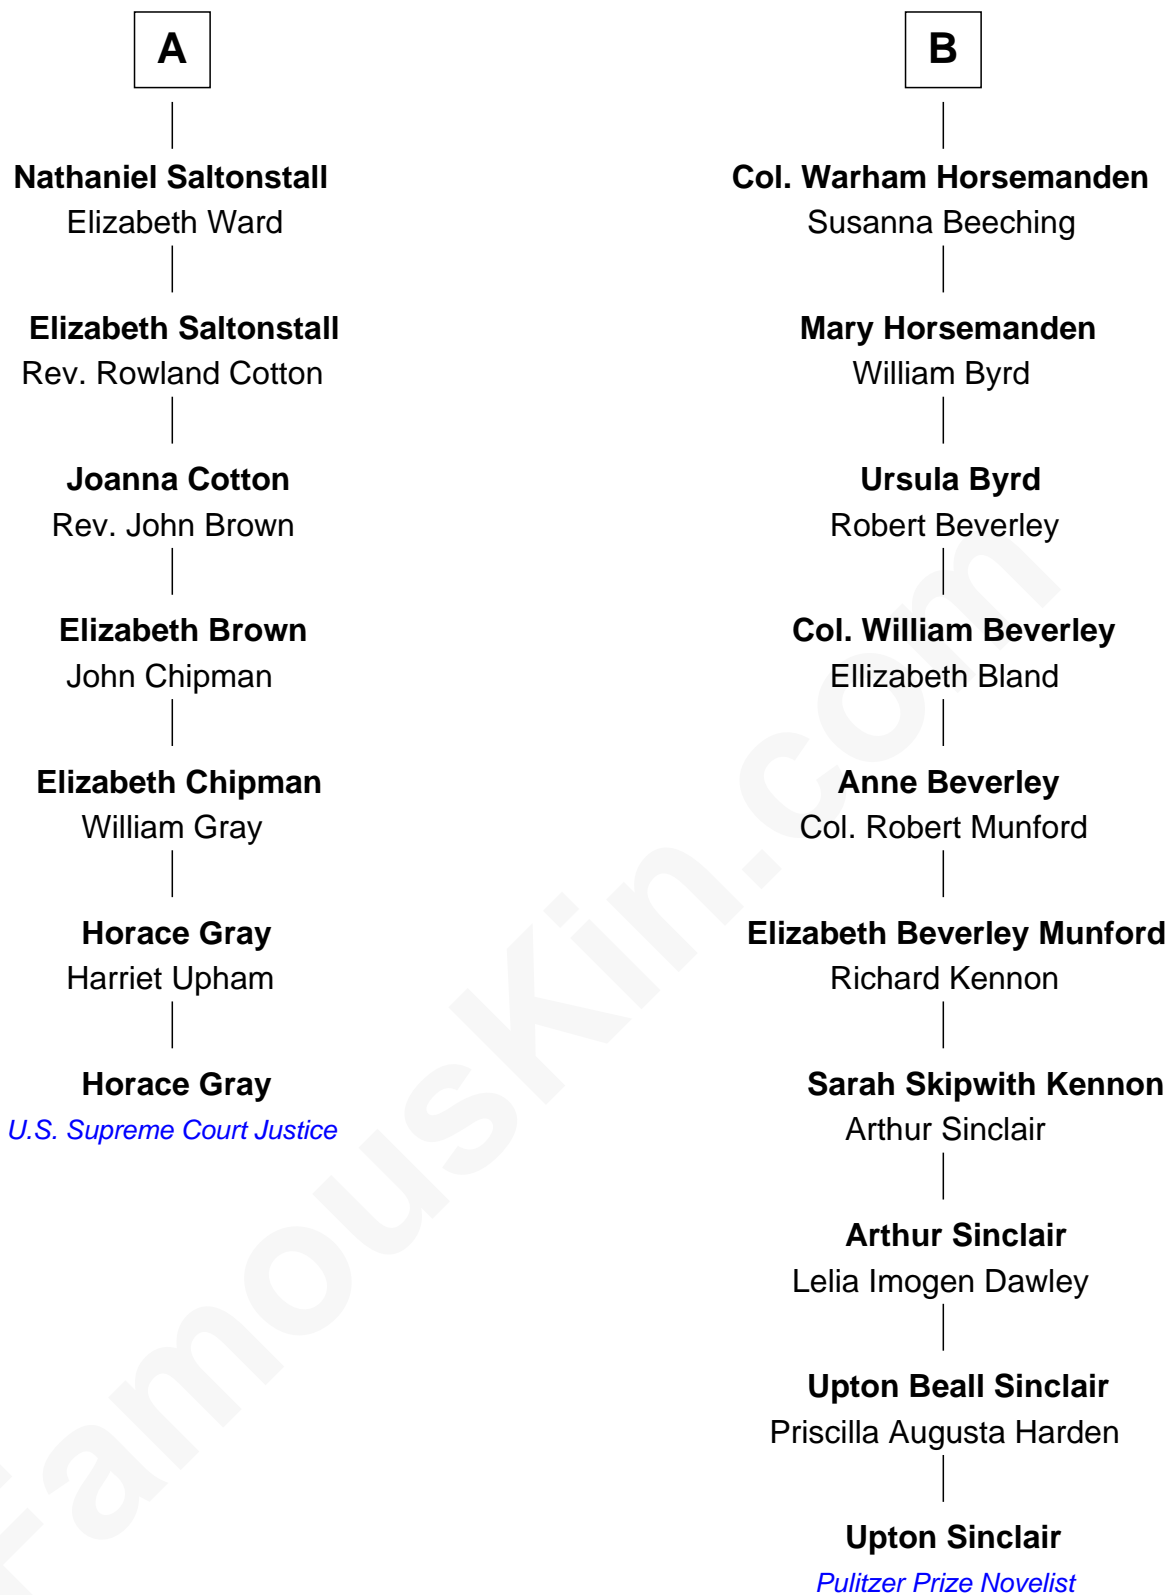 A
Nathaniel Saltonstall
Elizabeth Ward
Elizabeth Saltonstall
Rev. Rowland Cotton
Joanna Cotton
Rev. John Brown
Elizabeth Brown
John Chipman
Elizabeth Chipman
William Gray
Horace Gray
Harriet Upham
Horace Gray
U.S. Supreme Court Justice
B
Col. Warham Horsemanden
Susanna Beeching
Mary Horsemanden
William Byrd
Ursula Byrd
Robert Beverley
Col. William Beverley
Ellizabeth Bland
Anne Beverley
Col. Robert Munford
Elizabeth Beverley Munford
Richard Kennon
Sarah Skipwith Kennon
Arthur Sinclair
Arthur Sinclair
Lelia Imogen Dawley
Upton Beall Sinclair
Priscilla Augusta Harden
Upton Sinclair
Pulitzer Prize Novelist
FamousKin.com